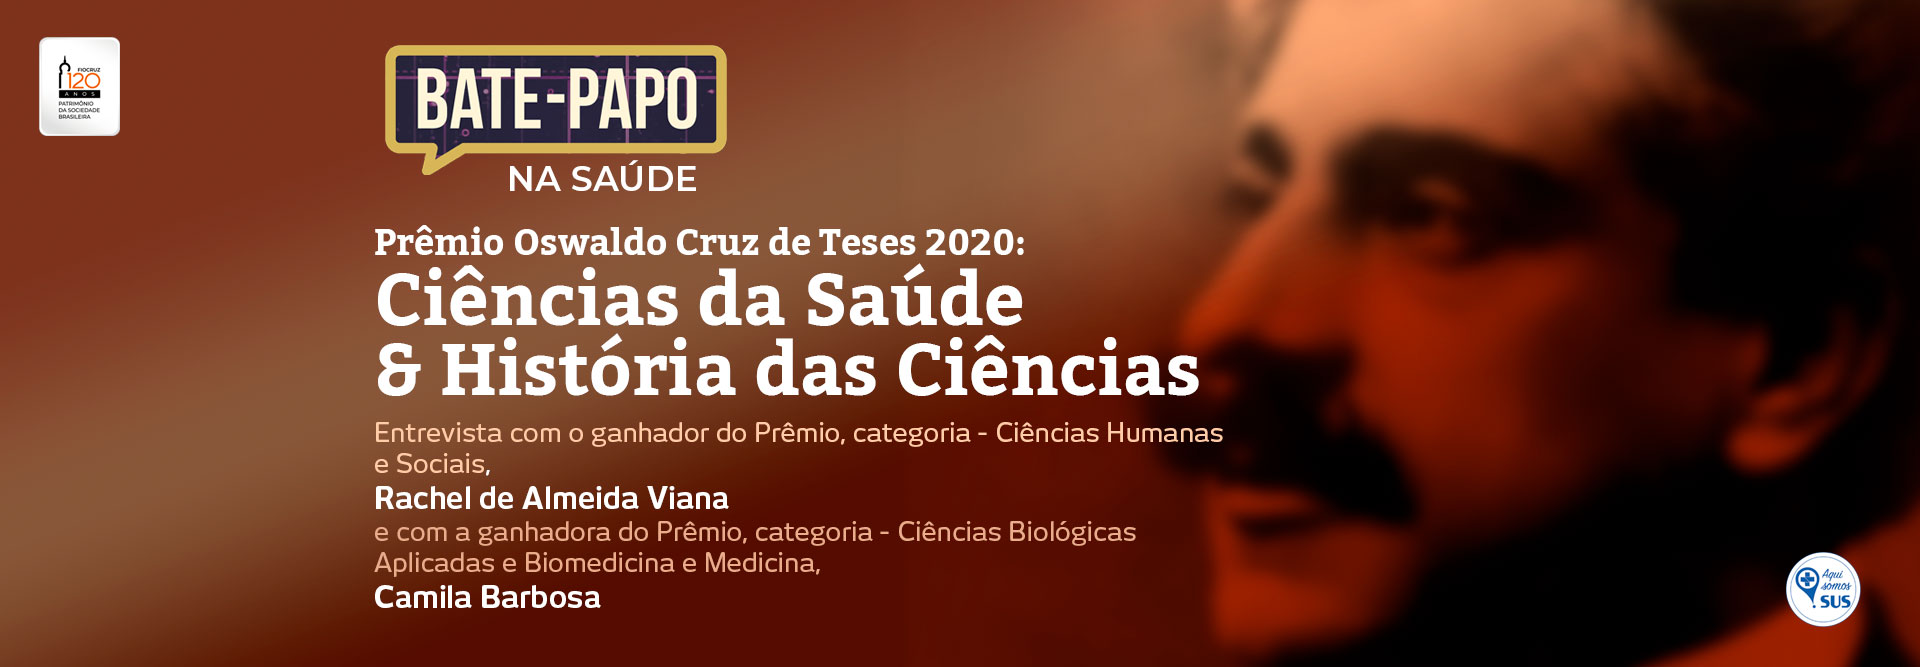 FIOCRUZ
120
ANOS
PATRIMÔNIO
DA SOCIEDADE
BRASILEIRA
BATE-PAPO
NA SAÚDE
Prêmio Oswaldo Cruz de Teses 2020:
Ciências da Saúde
& História das Ciências
Entrevista com o ganhador do Prêmio, categoria - Ciências Humanas
e Sociais,
Rachel de Almeida Viana
e com a ganhadora do Prêmio, categoria - Ciências Biológicas
Aplicadas e Biomedicina e Medicina,
Camila Barbosa
Aqui
somos
SUS